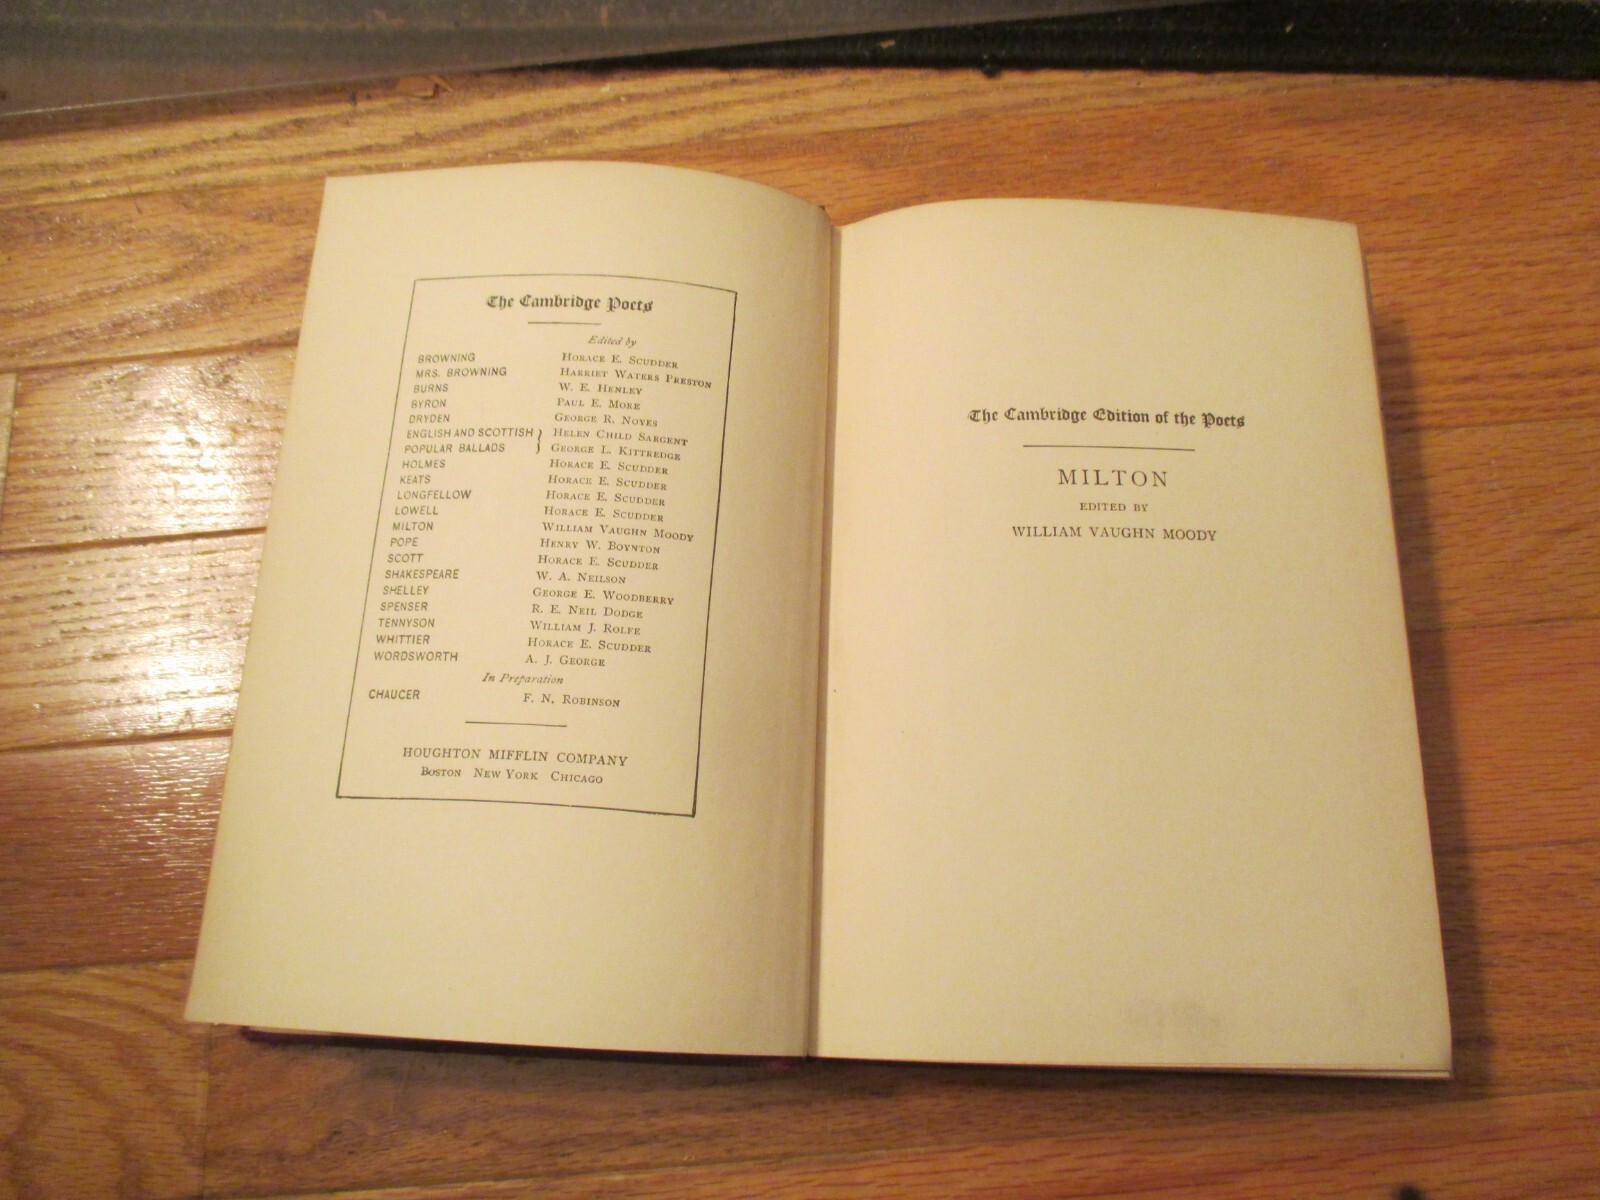 The Cambridge Poets
Edited by
BROWNING HORACE E. SCUDDER
MRS. BROWNING HARRIET WATERS PRESTON
BURNS W. E. HENLEY
BYRON PAUL E. MORE
DRYDEN GEORGE R. NOYES
ENGLISH AND SCOTTISH } HELEN CHILD SARGENT
POPULAR BALLADS } GEORGE L. KITTREDGE
HOLMES HORACE E. SCUDDER
KEATS HORACE E. SCUDDER
LONGFELLOW HORACE E. SCUDDER
LOWELL HORACE E. SCUDDER
MILTON WILLIAM VAUGHN MOODY
POPE HENRY W. BOYNTON
SCOTT HORACE E. SCUDDER
SHAKESPEARE W. A. NEILSON
SHELLEY GEORGE E. WOODBERRY
SPENSER R. E. NEIL DODGE
TENNYSON WILLIAM J. ROLFE
WHITTIER HORACE E. SCUDDER
WORDSWORTH A. J. GEORGE
In Preparation
CHAUCER F. N. ROBINSON
HOUGHTON MIFFLIN COMPANY
BOSTON NEW YORK CHICAGO
The Cambridge Edition of the Poets
MILTON
EDITED BY
WILLIAM VAUGHN MOODY